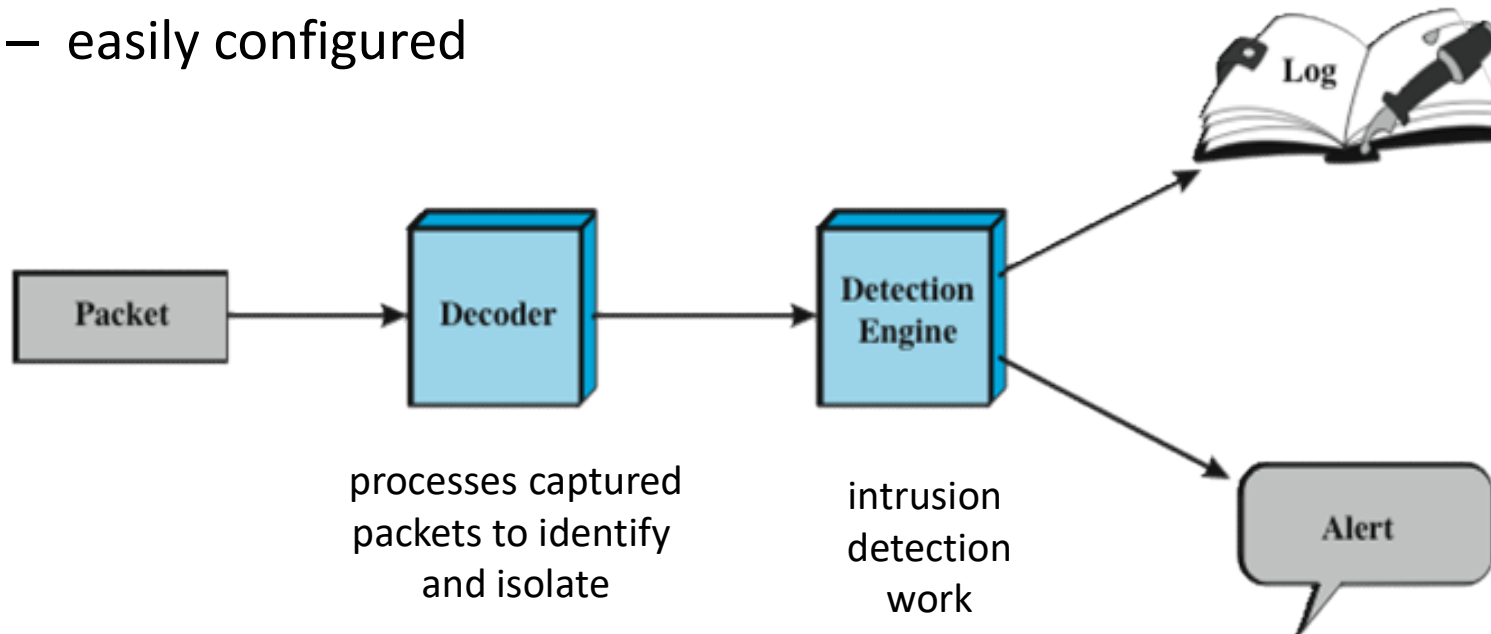 – easily configured
Log
Packet
Decoder
Detection
Engine
Alert
processes captured
packets to identify
and isolate
intrusion
detection
work